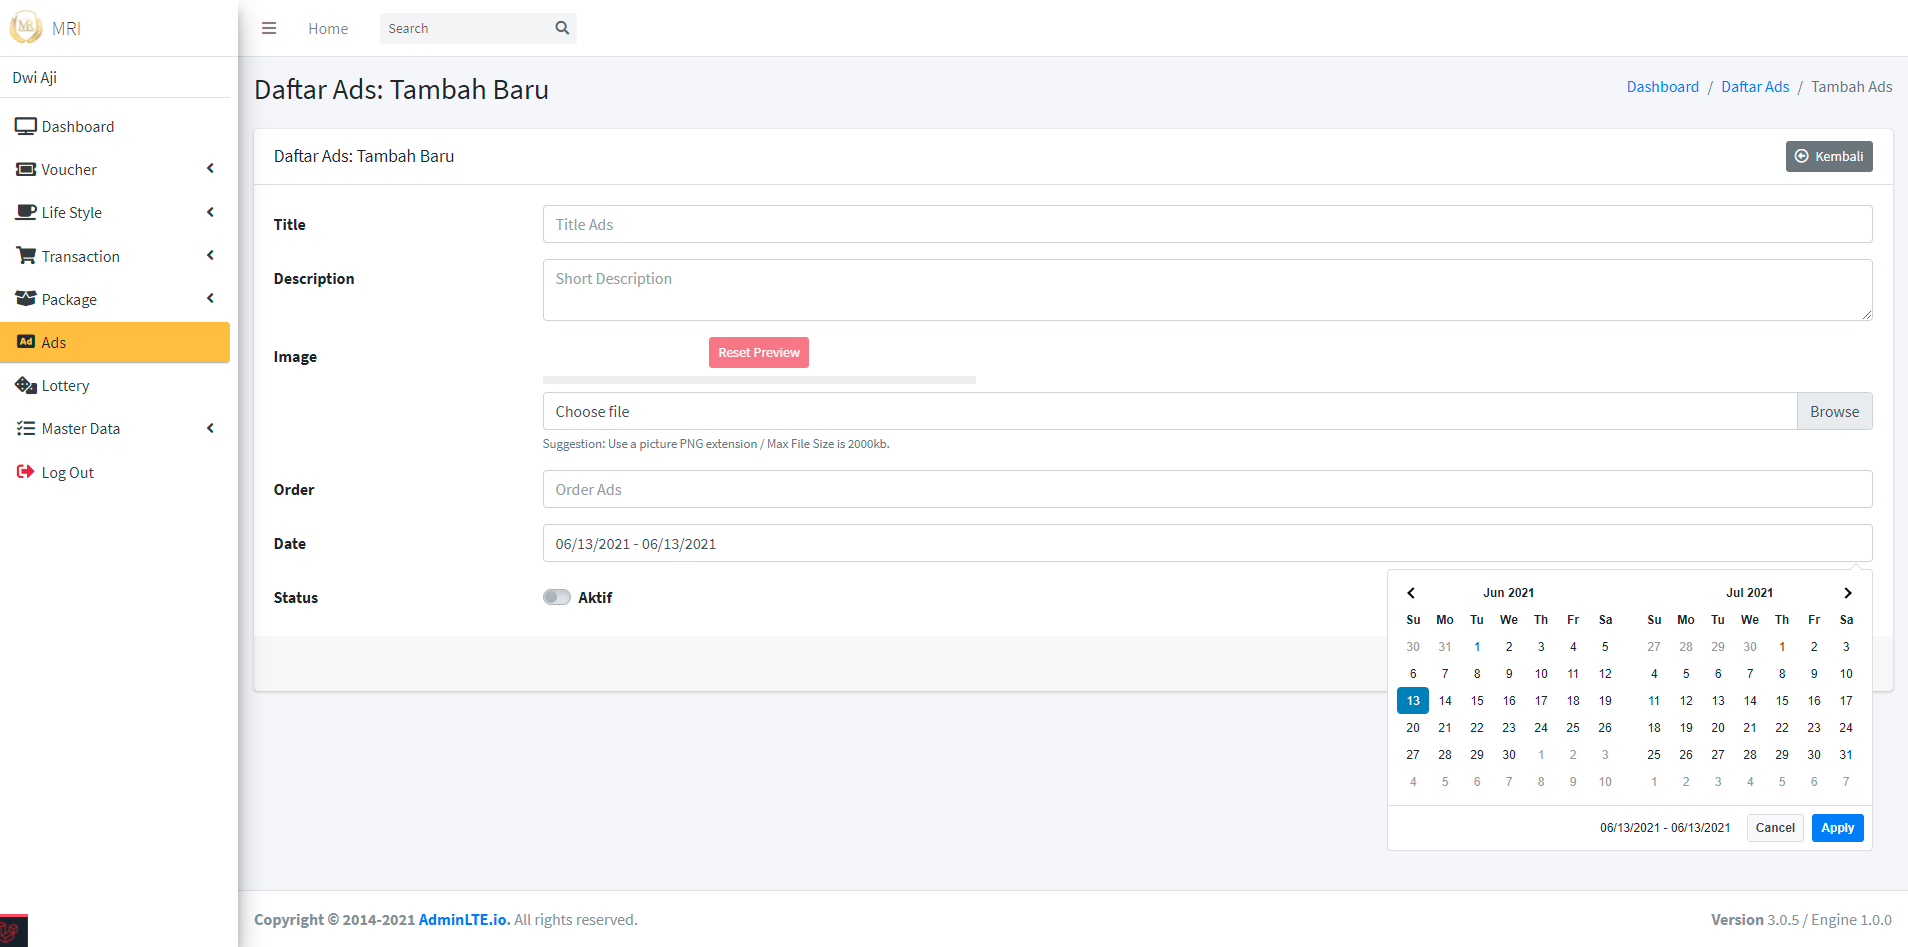 MRI
Home
Search
Dwi Aji
Dashboard
Voucher
Life Style
Transaction
Package
Ad Ads
Lottery
Master Data
Log Out
Daftar Ads: Tambah Baru
Dashboard / Daftar Ads / Tambah Ads
Daftar Ads: Tambah Baru
Kembali
Title
Title Ads
Description
Short Description
Image
Reset Preview
Choose file
Browse
Suggestion: Use a picture PNG extension / Max File Size is 2000kb.
Order
Order Ads
Date
06/13/2021 - 06/13/2021
Status
Aktif
Jun 2021
Su Mo Tu We Th Fr Sa
30 31 1 2 3 4 5
6 7 8 9 10 11 12
13 14 15 16 17 18 19
20 21 22 23 24 25 26
27 28 29 30 1 2 3
4 5 6 7 8 9 10
Jul 2021
Su Mo Tu We Th Fr Sa
27 28 29 30 1 2 3
4 5 6 7 8 9 10
11 12 13 14 15 16 17
18 19 20 21 22 23 24
25 26 27 28 29 30 31
1 2 3 4 5 6 7
06/13/2021 - 06/13/2021
Cancel
Apply
Copyright © 2014-2021 AdminLTE.io. All rights reserved.
Version 3.0.5 / Engine 1.0.0